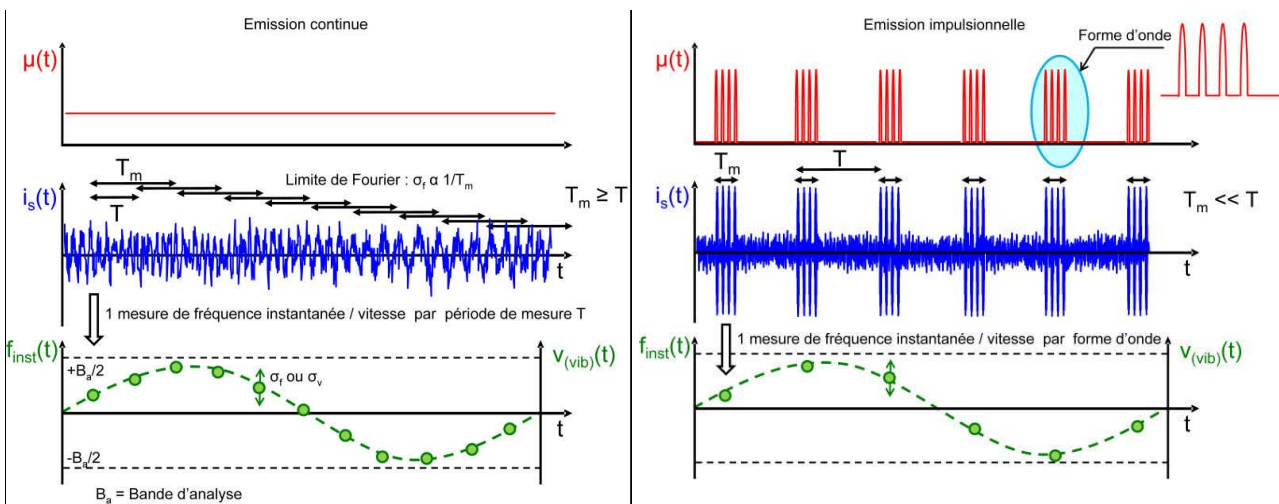 Emission continue
μ(t)
T_m
Limite de Fourier : σ_f α 1/T_m
T
T_m ≥ T
i_s(t)
t
1 mesure de fréquence instantanée / vitesse par période de mesure T
f_inst(t)
v_(vib)(t)
+B_a/2
σ_f ou σ_v
t
-B_a/2
B_a = Bande d'analyse
Emission impulsionnelle
Forme d'onde
μ(t)
T_m
T
T_m << T
i_s(t)
t
1 mesure de fréquence instantanée / vitesse par forme d'onde
f_inst(t)
v_(vib)(t)
t